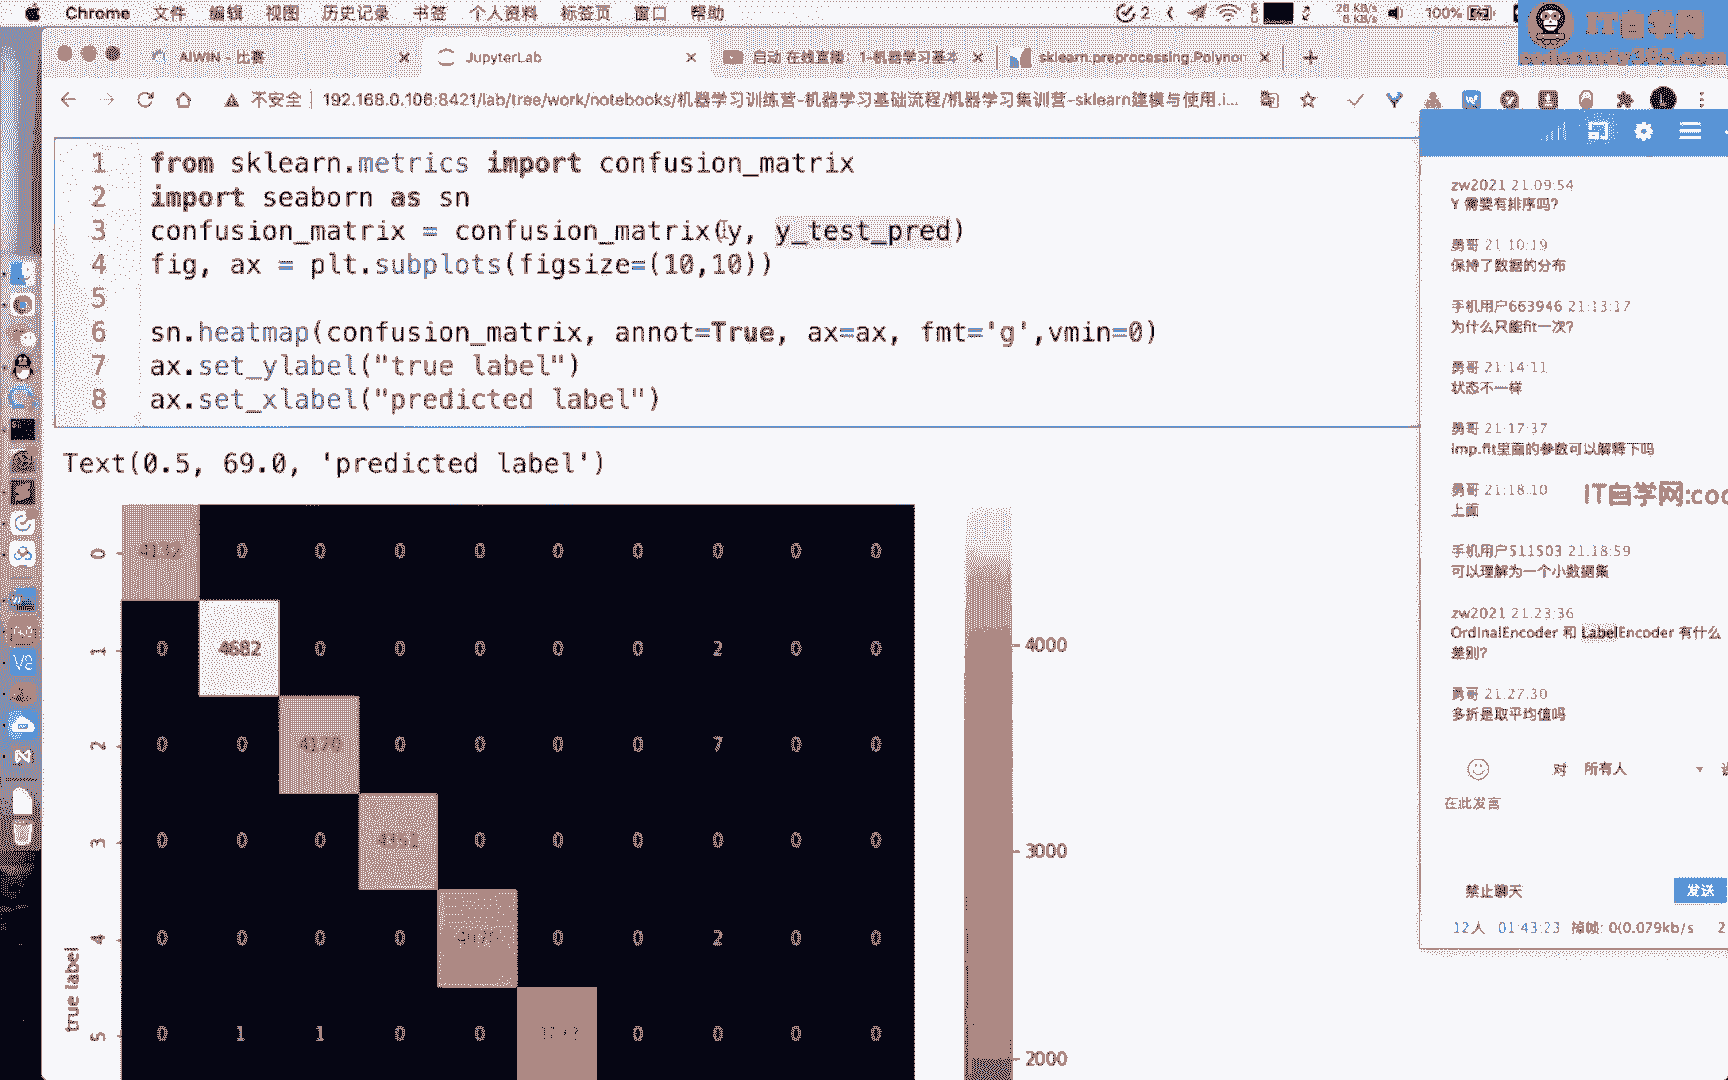 Chrome 文件 编辑 视图 历史记录 书签 个人资料 标签页 窗口 帮助
2 28 KB/s 6 KB/s 100%
IT自学网
AIWIN - 比赛
JupyterLab
启动 在线直播：1-机器学习基本
sklearn.preprocessing.Polynon
不安全 192.168.0.106:8421/lab/tree/work/notebooks/机器学习训练营-机器学习基础流程/机器学习集训营-sklearn建模与使用.i...
1 from sklearn.metrics import confusion_matrix
2 import seaborn as sn
3 confusion_matrix = confusion_matrix(y, y_test_pred)
4 fig, ax = plt.subplots(figsize=(10,10))
5
6 sn.heatmap(confusion_matrix, annot=True, ax=ax, fmt='g',vmin=0)
7 ax.set_ylabel("true label")
8 ax.set_xlabel("predicted label")
Text(0.5, 69.0, 'predicted label')
0 4132 0 0 0 0 0 0 0 0 0
1 0 4682 0 0 0 0 0 2 0 0
2 0 0 4170 0 0 0 0 7 0 0
3 0 0 0 4351 0 0 0 0 0 0
4 0 0 0 0 0 0 2 0 0
5 0 1 1 0 0 0 0 0 0
true label
4000
3000
2000
zw2021 21:09:54
Y 需要有排序吗?
勇哥 21:10:19
保持了数据的分布
手机用户663946 21:13:17
为什么只能fit一次?
勇哥 21:14:11
状态不一样
勇哥 21:17:37
imp.fit里面的参数可以解释下吗
勇哥 21:18:10
上面
IT自学网:coo
手机用户511503 21:18:59
可以理解为一个小数据集
zw2021 21:23:36
OrdinalEncoder 和 LabelEncoder 有什么
差别?
勇哥 21:27:30
多折是取平均值吗
对 所有人
在此发言
禁止聊天
发送
12人 01:43:23 掉帧: 0(0.079kb/s 2